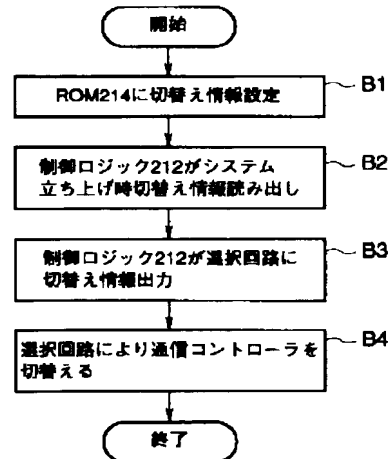 開始
ROM214に切替え情報設定
B1
制御ロジック212がシステム
立ち上げ時切替え情報読み出し
B2
制御ロジック212が選択回路に
切替え情報出力
B3
選択回路により通信コントローラを
切替える
B4
終了